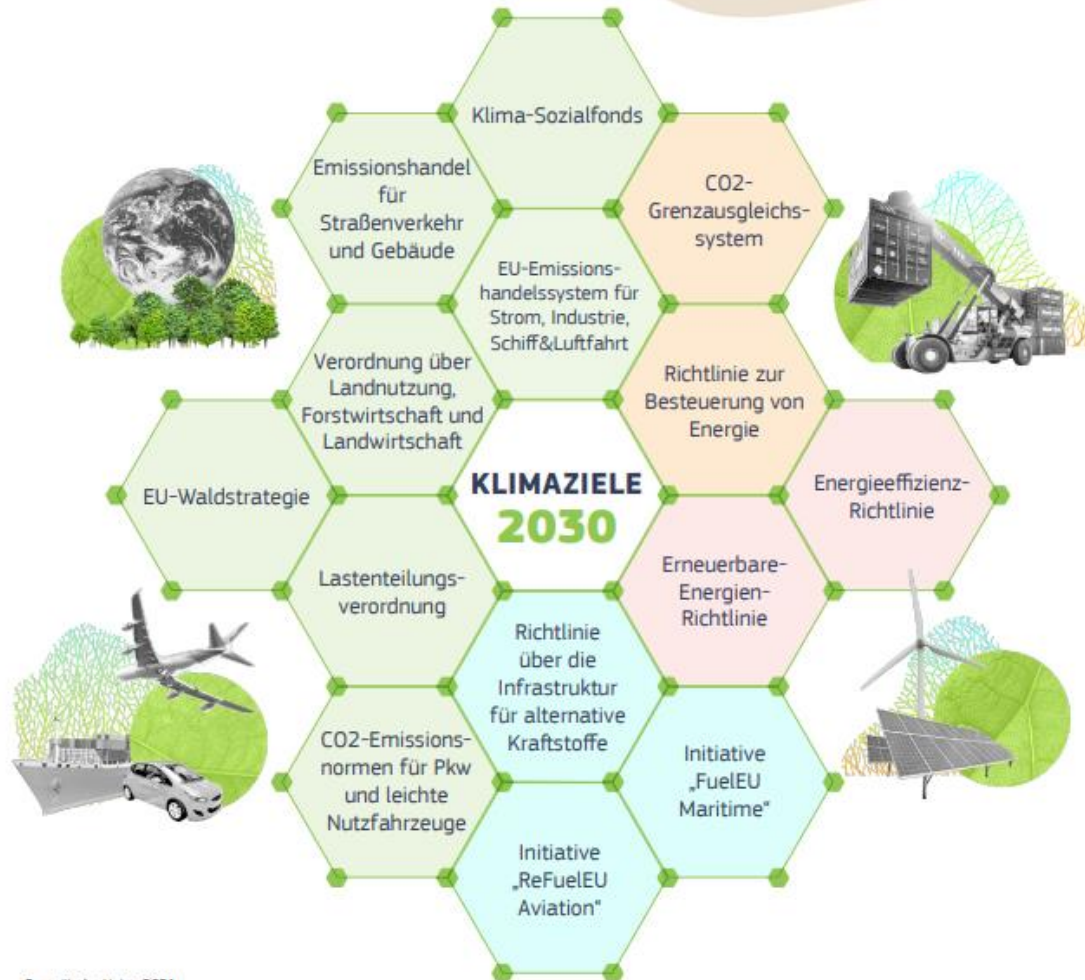 Klima-Sozialfonds
Emissionshandel
für
Straßenverkehr
und Gebäude
CO2-
Grenzausgleichs-
system
EU-Emissions-
handelssystem für
Strom, Industrie,
Schiff&Luftfahrt
Verordnung über
Landnutzung,
Forstwirtschaft und
Landwirtschaft
Richtlinie zur
Besteuerung von
Energie
EU-Waldstrategie
KLIMAZIELE
2030
Energieeffizienz-
Richtlinie
Lastenteilungs-
verordnung
Erneuerbare-
Energien-
Richtlinie
Richtlinie
über die
Infrastruktur
für alternative
Kraftstoffe
CO2-Emissions-
normen für Pkw
und leichte
Nutzfahrzeuge
Initiative
„FuelEU
Maritime“
Initiative
„ReFuelEU
Aviation“